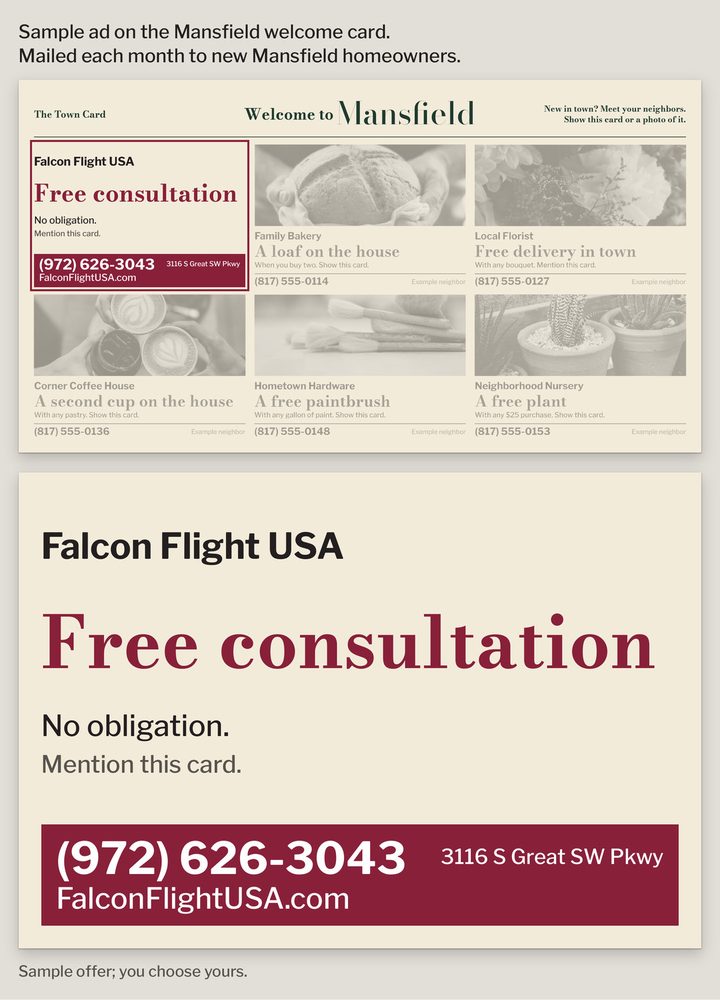 Sample ad on the Mansfield welcome card.
Mailed each month to new Mansfield homeowners.
The Town Card
Welcome to Mansfield
New in town? Meet your neighbors.
Show this card or a photo of it.
Falcon Flight USA
Free consultation
No obligation.
Mention this card.
(972) 626-3043
3116 S Great SW Pkwy
FalconFlightUSA.com
Family Bakery
A loaf on the house
When you buy two. Show this card.
(817) 555-0114
Example neighbor
Local Florist
Free delivery in town
With any bouquet. Mention this card.
(817) 555-0127
Example neighbor
Corner Coffee House
A second cup on the house
With any pastry. Show this card.
(817) 555-0136
Example neighbor
Hometown Hardware
A free paintbrush
With any gallon of paint. Show this card.
(817) 555-0148
Example neighbor
Neighborhood Nursery
A free plant
With any $25 purchase. Show this card.
(817) 555-0153
Example neighbor
Falcon Flight USA
Free consultation
No obligation.
Mention this card.
(972) 626-3043
3116 S Great SW Pkwy
FalconFlightUSA.com
Sample offer; you choose yours.